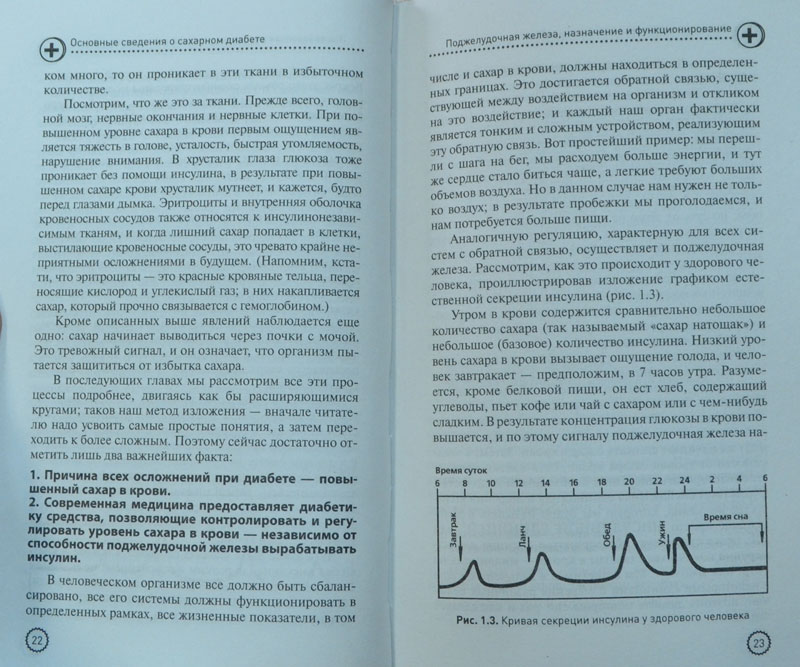 Основные сведения о сахарном диабете
ком много, то он проникает в эти ткани в избыточном
количестве.
Посмотрим, что же это за ткани. Прежде всего, голов-
ной мозг, нервные окончания и нервные клетки. При по-
вышенном уровне сахара в крови первым ощущением яв-
ляется тяжесть в голове, усталость, быстрая утомляемость,
нарушение внимания. В хрусталик глаза глюкоза тоже
проникает без помощи инсулина, в результате при повы-
шенном сахаре крови хрусталик мутнеет, и кажется, будто
перед глазами дымка. Эритроциты и внутренняя оболочка
кровеносных сосудов также относятся к инсулинонезави-
симым тканям, и когда лишний сахар попадает в клетки,
выстилающие кровеносные сосуды, это чревато крайне не-
приятными осложнениями в будущем. (Напомним, кста-
ти, что эритроциты — это красные кровяные тельца, пере-
носящие кислород и углекислый газ; в них накапливается
сахар, который прочно связывается с гемоглобином.)
Кроме описанных выше явлений наблюдается еще
одно: сахар начинает выводиться через почки с мочой.
Это тревожный сигнал, и он означает, что организм пы-
тается защититься от избытка сахара.
В последующих главах мы рассмотрим все эти про-
цессы подробнее, двигаясь как бы расширяющимися
кругами; таков наш метод изложения — вначале читате-
лю надо усвоить самые простые понятия, а затем пере-
ходить к более сложным. Поэтому сейчас достаточно от-
метить лишь два важнейших факта:
1. Причина всех осложнений при диабете — повы-
шенный сахар в крови.
2. Современная медицина предоставляет диабети-
ку средства, позволяющие контролировать и регу-
лировать уровень сахара в крови — независимо от
способности поджелудочной железы вырабатывать
инсулин.
В человеческом организме все должно быть сбалан-
сировано, все его системы должны функционировать в
определенных рамках, все жизненные показатели, в том
22
Поджелудочная железа, назначение и функционирование
числе и сахар в крови, должны находиться в определен-
ных границах. Это достигается обратной связью, суще-
ствующей между воздействием на организм и откликом
на это воздействие; и каждый наш орган фактически
является тонким и сложным устройством, реализующим
эту обратную связь. Вот простейший пример: мы переш-
ли с шага на бег, мы расходуем больше энергии, и тут
же сердце стало биться чаще, а легкие требуют больших
объемов воздуха. Но в данном случае нам нужен не толь-
ко воздух; в результате пробежки мы проголодаемся, и
нам потребуется больше пищи.
Аналогичную регуляцию, характерную для всех сис-
тем с обратной связью, осуществляет и поджелудочная
железа. Рассмотрим, как это происходит у здорового че-
ловека, проиллюстрировав изложение графиком есте-
ственной секреции инсулина (рис. 1.3).
Утром в крови содержится сравнительно небольшое
количество сахара (так называемый «сахар натощак») и
небольшое (базовое) количество инсулина. Низкий уро-
вень сахара в крови вызывает ощущение голода, и чело-
век завтракает — предположим, в 7 часов утра. Разуме-
ется, кроме белковой пищи, он ест хлеб, содержащий
углеводы, пьет кофе или чай с сахаром или с чем-нибудь
сладким. В результате концентрация глюкозы в крови по-
вышается, и по этому сигналу поджелудочная железа на-
Время суток
6 8 10 12 14 16 18 20 22 24 2 4 6
Завтрак
Ланч
Обед
Ужин
Время сна
Рис. 1.3. Кривая секреции инсулина у здорового человека
23